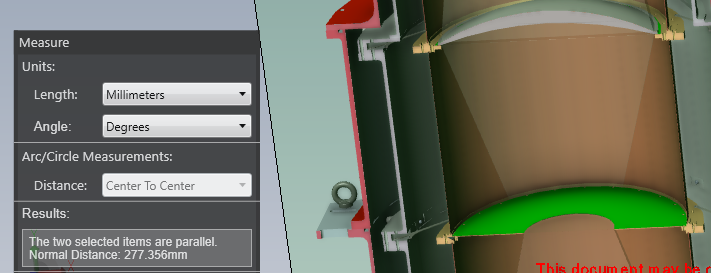 Measure
Units:
Length: Millimeters
Angle: Degrees
Arc/Circle Measurements:
Distance: Center To Center
Results:
The two selected items are parallel.
Normal Distance: 277.356mm
This document may be